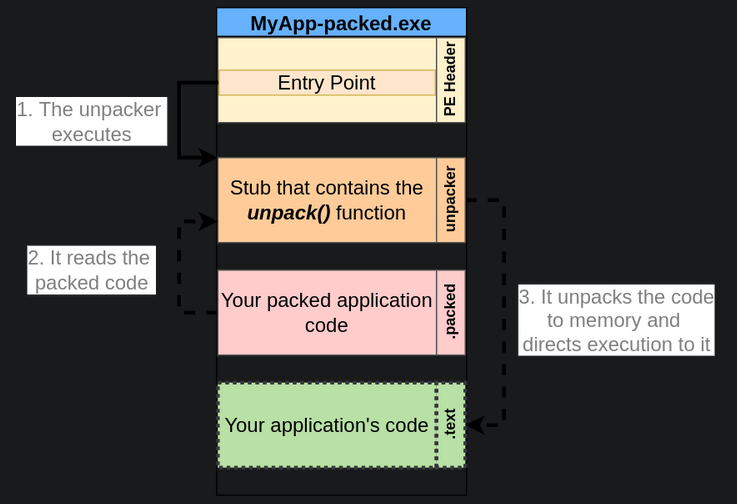 MyApp-packed.exe
Entry Point
PE Header
1. The unpacker
executes
Stub that contains the
unpack() function
unpacker
2. It reads the
packed code
Your packed application
code
.packed
3. It unpacks the code
to memory and
directs execution to it
Your application's code
.text